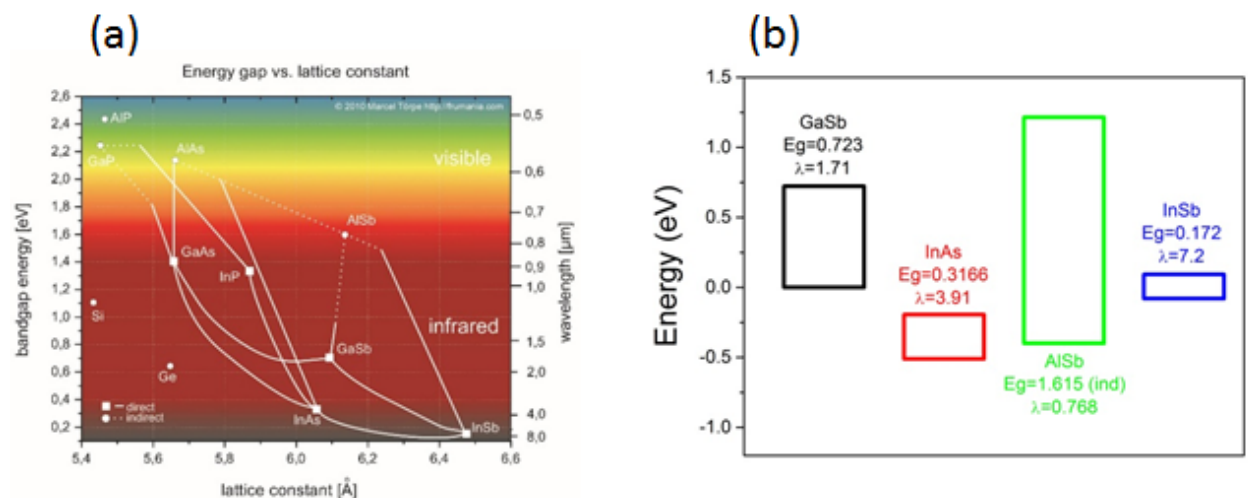 (a)
Energy gap vs. lattice constant
© 2010 Marcel Törpe http://frumania.com
bandgap energy [eV]
2,6
2,4
2,2
2,0
1,8
1,6
1,4
1,2
1,0
0,8
0,6
0,4
0,2
AlP
GaP
AlAs
visible
AlSb
GaAs
InP
Si
infrared
GaSb
Ge
InAs
InSb
direct
indirect
0,5
0,6
0,7
0,8
0,9
1,0
1,5
2,0
4,0
8,0
wavelength [µm]
5,4 5,6 5,8 6,0 6,2 6,4 6,6
lattice constant [Å]
(b)
Energy (eV)
1.5
1.0
0.5
0.0
-0.5
-1.0
GaSb
Eg=0.723
λ=1.71
InAs
Eg=0.3166
λ=3.91
AlSb
Eg=1.615 (ind)
λ=0.768
InSb
Eg=0.172
λ=7.2